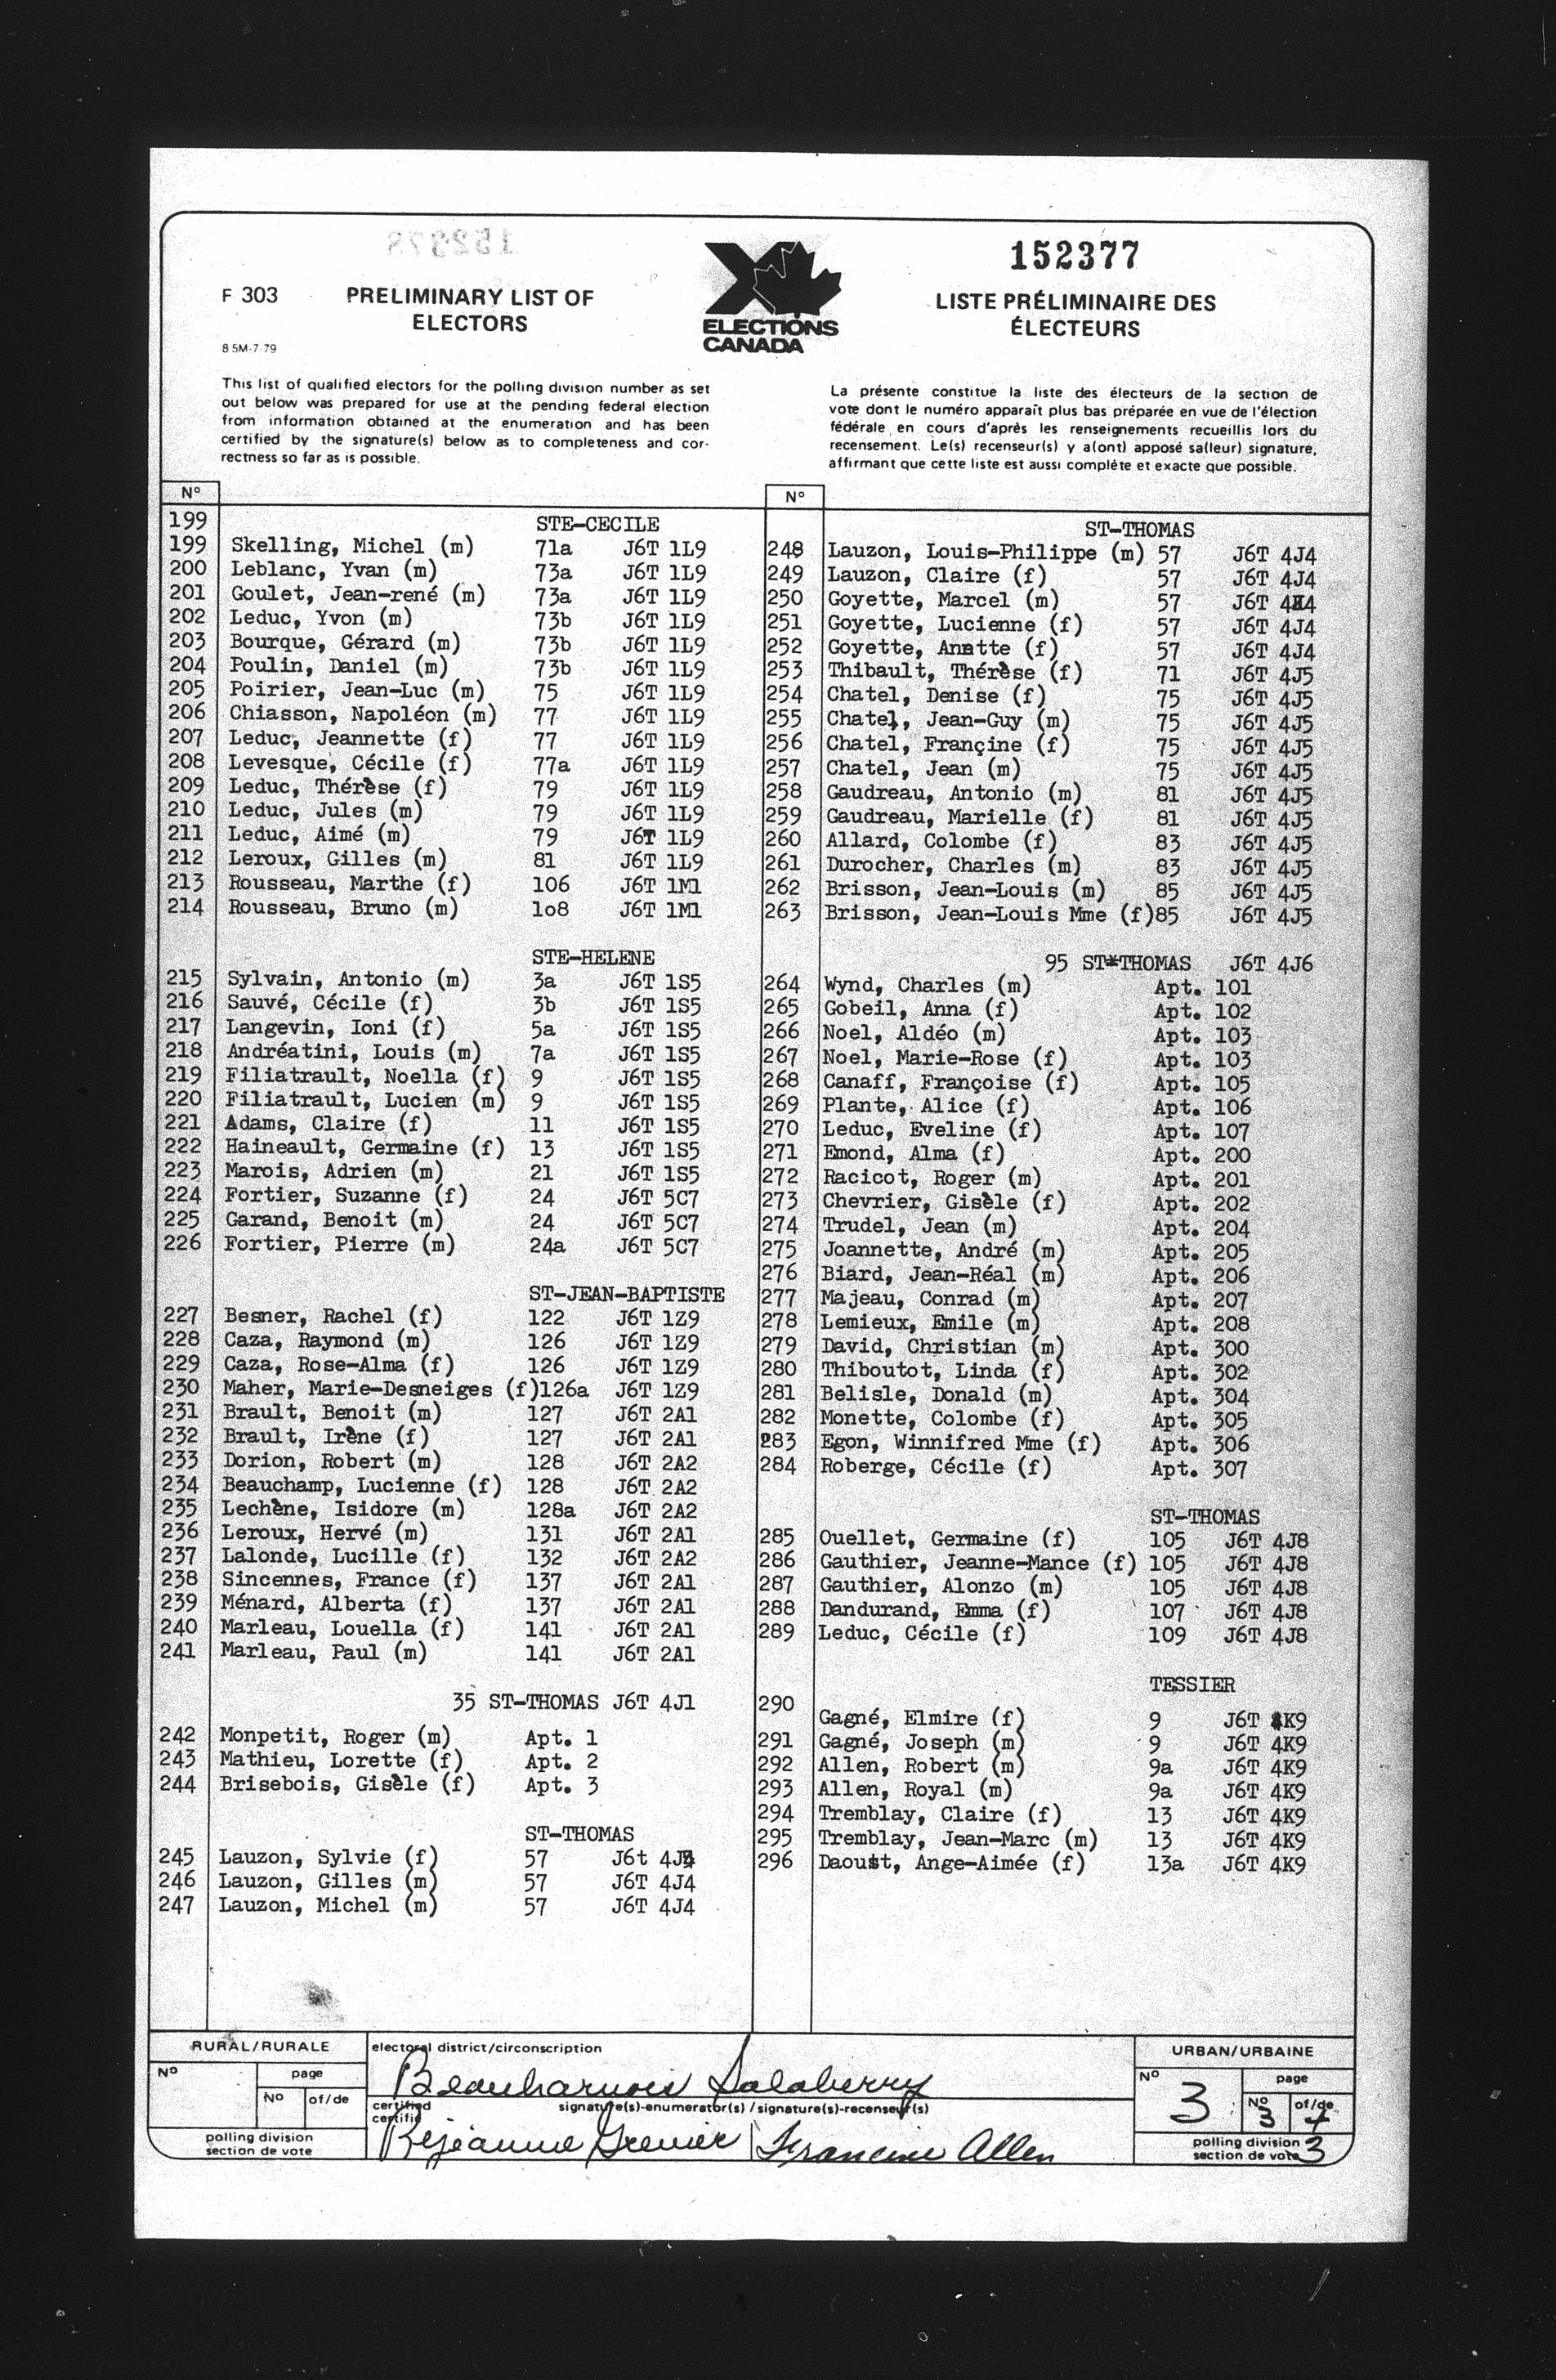 152377
F 303
PRELIMINARY LIST OF
ELECTORS
8 5M-7-79
ELECTIONS
CANADA
LISTE PRÉLIMINAIRE DES
ÉLECTEURS
This list of qualified electors for the polling division number as set
out below was prepared for use at the pending federal election
from information obtained at the enumeration and has been
certified by the signature(s) below as to completeness and cor-
rectness so far as is possible.
La présente constitue la liste des électeurs de la section de
vote dont le numéro apparaît plus bas préparée en vue de l'élection
fédérale en cours d'après les renseignements recueillis lors du
recensement. Le(s) recenseur(s) y a(ont) apposé sa(leur) signature,
affirmant que cette liste est aussi complète et exacte que possible.
Nº
199 STE-CECILE
199 Skelling, Michel (m) 71a J6T 1L9
200 Leblanc, Yvan (m) 73a J6T 1L9
201 Goulet, Jean-rené (m) 73a J6T 1L9
202 Leduc, Yvon (m) 73b J6T 1L9
203 Bourque, Gérard (m) 73b J6T 1L9
204 Poulin, Daniel (m) 73b J6T 1L9
205 Poirier, Jean-Luc (m) 75 J6T 1L9
206 Chiasson, Napoléon (m) 77 J6T 1L9
207 Leduc, Jeannette (f) 77 J6T 1L9
208 Levesque, Cécile (f) 77a J6T 1L9
209 Leduc, Thérèse (f) 79 J6T 1L9
210 Leduc, Jules (m) 79 J6T 1L9
211 Leduc, Aimé (m) 79 J6T 1L9
212 Leroux, Gilles (m) 81 J6T 1L9
213 Rousseau, Marthe (f) 106 J6T 1M1
214 Rousseau, Bruno (m) 1o8 J6T 1M1
STE-HELENE
215 Sylvain, Antonio (m) 3a J6T 1S5
216 Sauvé, Cécile (f) 3b J6T 1S5
217 Langevin, Ioni (f) 5a J6T 1S5
218 Andréatini, Louis (m) 7a J6T 1S5
219 Filiatrault, Noella (f) 9 J6T 1S5
220 Filiatrault, Lucien (m) 9 J6T 1S5
221 Adams, Claire (f) 11 J6T 1S5
222 Haineault, Germaine (f) 13 J6T 1S5
223 Marois, Adrien (m) 21 J6T 1S5
224 Fortier, Suzanne (f) 24 J6T 5C7
225 Garand, Benoit (m) 24 J6T 5C7
226 Fortier, Pierre (m) 24a J6T 5C7
ST-JEAN-BAPTISTE
227 Besner, Rachel (f) 122 J6T 1Z9
228 Caza, Raymond (m) 126 J6T 1Z9
229 Caza, Rose-Alma (f) 126 J6T 1Z9
230 Maher, Marie-Desneiges (f)126a J6T 1Z9
231 Brault, Benoit (m) 127 J6T 2A1
232 Brault, Irène (f) 127 J6T 2A1
233 Dorion, Robert (m) 128 J6T 2A2
234 Beauchamp, Lucienne (f) 128 J6T 2A2
235 Lechène, Isidore (m) 128a J6T 2A2
236 Leroux, Hervé (m) 131 J6T 2A1
237 Lalonde, Lucille (f) 132 J6T 2A2
238 Sincennes, France (f) 137 J6T 2A1
239 Ménard, Alberta (f) 137 J6T 2A1
240 Marleau, Louella (f) 141 J6T 2A1
241 Marleau, Paul (m) 141 J6T 2A1
35 ST-THOMAS J6T 4J1
242 Monpetit, Roger (m) Apt. 1
243 Mathieu, Lorette (f) Apt. 2
244 Brisebois, Gisèle (f) Apt. 3
ST-THOMAS
245 Lauzon, Sylvie (f) 57 J6t
246 Lauzon, Gilles (m) 57 J6T 4J4
247 Lauzon, Michel (m) 57 J6T 4J4
Nº
ST-THOMAS
248 Lauzon, Louis-Philippe (m) 57 J6T 4J4
249 Lauzon, Claire (f) 57 J6T 4J4
250 Goyette, Marcel (m) 57 J6T
251 Goyette, Lucienne (f) 57 J6T 4J4
252 Goyette, Annette (f) 57 J6T 4J4
253 Thibault, Thérèse (f) 71 J6T 4J5
254 Chatel, Denise (f) 75 J6T 4J5
255 Chatel, Jean-Guy (m) 75 J6T 4J5
256 Chatel, Françine (f) 75 J6T 4J5
257 Chatel, Jean (m) 75 J6T 4J5
258 Gaudreau, Antonio (m) 81 J6T 4J5
259 Gaudreau, Marielle (f) 81 J6T 4J5
260 Allard, Colombe (f) 83 J6T 4J5
261 Durocher, Charles (m) 83 J6T 4J5
262 Brisson, Jean-Louis (m) 85 J6T 4J5
263 Brisson, Jean-Louis Mme (f)85 J6T 4J5
95 ST*THOMAS J6T 4J6
264 Wynd, Charles (m) Apt. 101
265 Gobeil, Anna (f) Apt. 102
266 Noel, Aldéo (m) Apt. 103
267 Noel, Marie-Rose (f) Apt. 103
268 Canaff, Françoise (f) Apt. 105
269 Plante, Alice (f) Apt. 106
270 Leduc, Eveline (f) Apt. 107
271 Emond, Alma (f) Apt. 200
272 Racicot, Roger (m) Apt. 201
273 Chevrier, Gisèle (f) Apt. 202
274 Trudel, Jean (m) Apt. 204
275 Joannette, André (m) Apt. 205
276 Biard, Jean-Réal (m) Apt. 206
277 Majeau, Conrad (m) Apt. 207
278 Lemieux, Emile (m) Apt. 208
279 David, Christian (m) Apt. 300
280 Thiboutot, Linda (f) Apt. 302
281 Belisle, Donald (m) Apt. 304
282 Monette, Colombe (f) Apt. 305
283 Egon, Winnifred Mme (f) Apt. 306
284 Roberge, Cécile (f) Apt. 307
ST-THOMAS
285 Ouellet, Germaine (f) 105 J6T 4J8
286 Gauthier, Jeanne-Mance (f) 105 J6T 4J8
287 Gauthier, Alonzo (m) 105 J6T 4J8
288 Dandurand, Emma (f) 107 J6T 4J8
289 Leduc, Cécile (f) 109 J6T 4J8
TESSIER
290 Gagné, Elmire (f) 9 J6T 4K9
291 Gagné, Joseph (m) 9 J6T 4K9
292 Allen, Robert (m) 9a J6T 4K9
293 Allen, Royal (m) 9a J6T 4K9
294 Tremblay, Claire (f) 13 J6T 4K9
295 Tremblay, Jean-Marc (m) 13 J6T 4K9
296 Daoust, Ange-Aimée (f) 13a J6T 4K9
RURAL/RURALE
Nº page
Nº of/de
polling division
section de vote
electoral district/circonscription
Beauharnois Salaberry
certified
certifié
signature(s)-enumerator(s) / signature(s)-recenseur(s)
Rejeanne Grenier Francine Allen
URBAN/URBAINE
Nº 3 page
Nº 3 of/de
polling division 3
section de vote